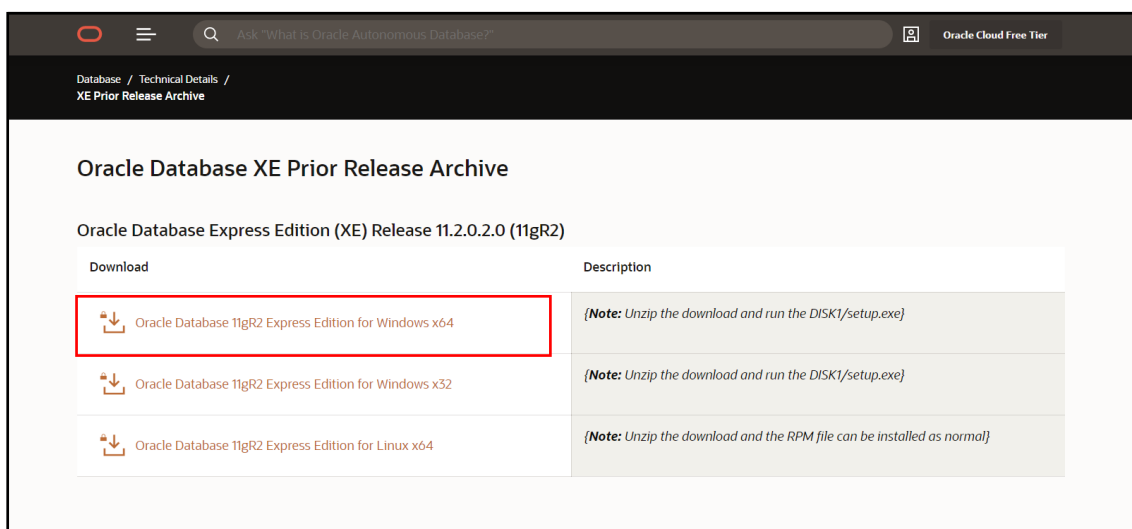 Ask "What is Oracle Autonomous Database?"
Oracle Cloud Free Tier
Database / Technical Details /
XE Prior Release Archive
Oracle Database XE Prior Release Archive
Oracle Database Express Edition (XE) Release 11.2.0.2.0 (11gR2)
Download Description
Oracle Database 11gR2 Express Edition for Windows x64 {Note: Unzip the download and run the DISK1/setup.exe}
Oracle Database 11gR2 Express Edition for Windows x32 {Note: Unzip the download and run the DISK1/setup.exe}
Oracle Database 11gR2 Express Edition for Linux x64 {Note: Unzip the download and the RPM file can be installed as normal}